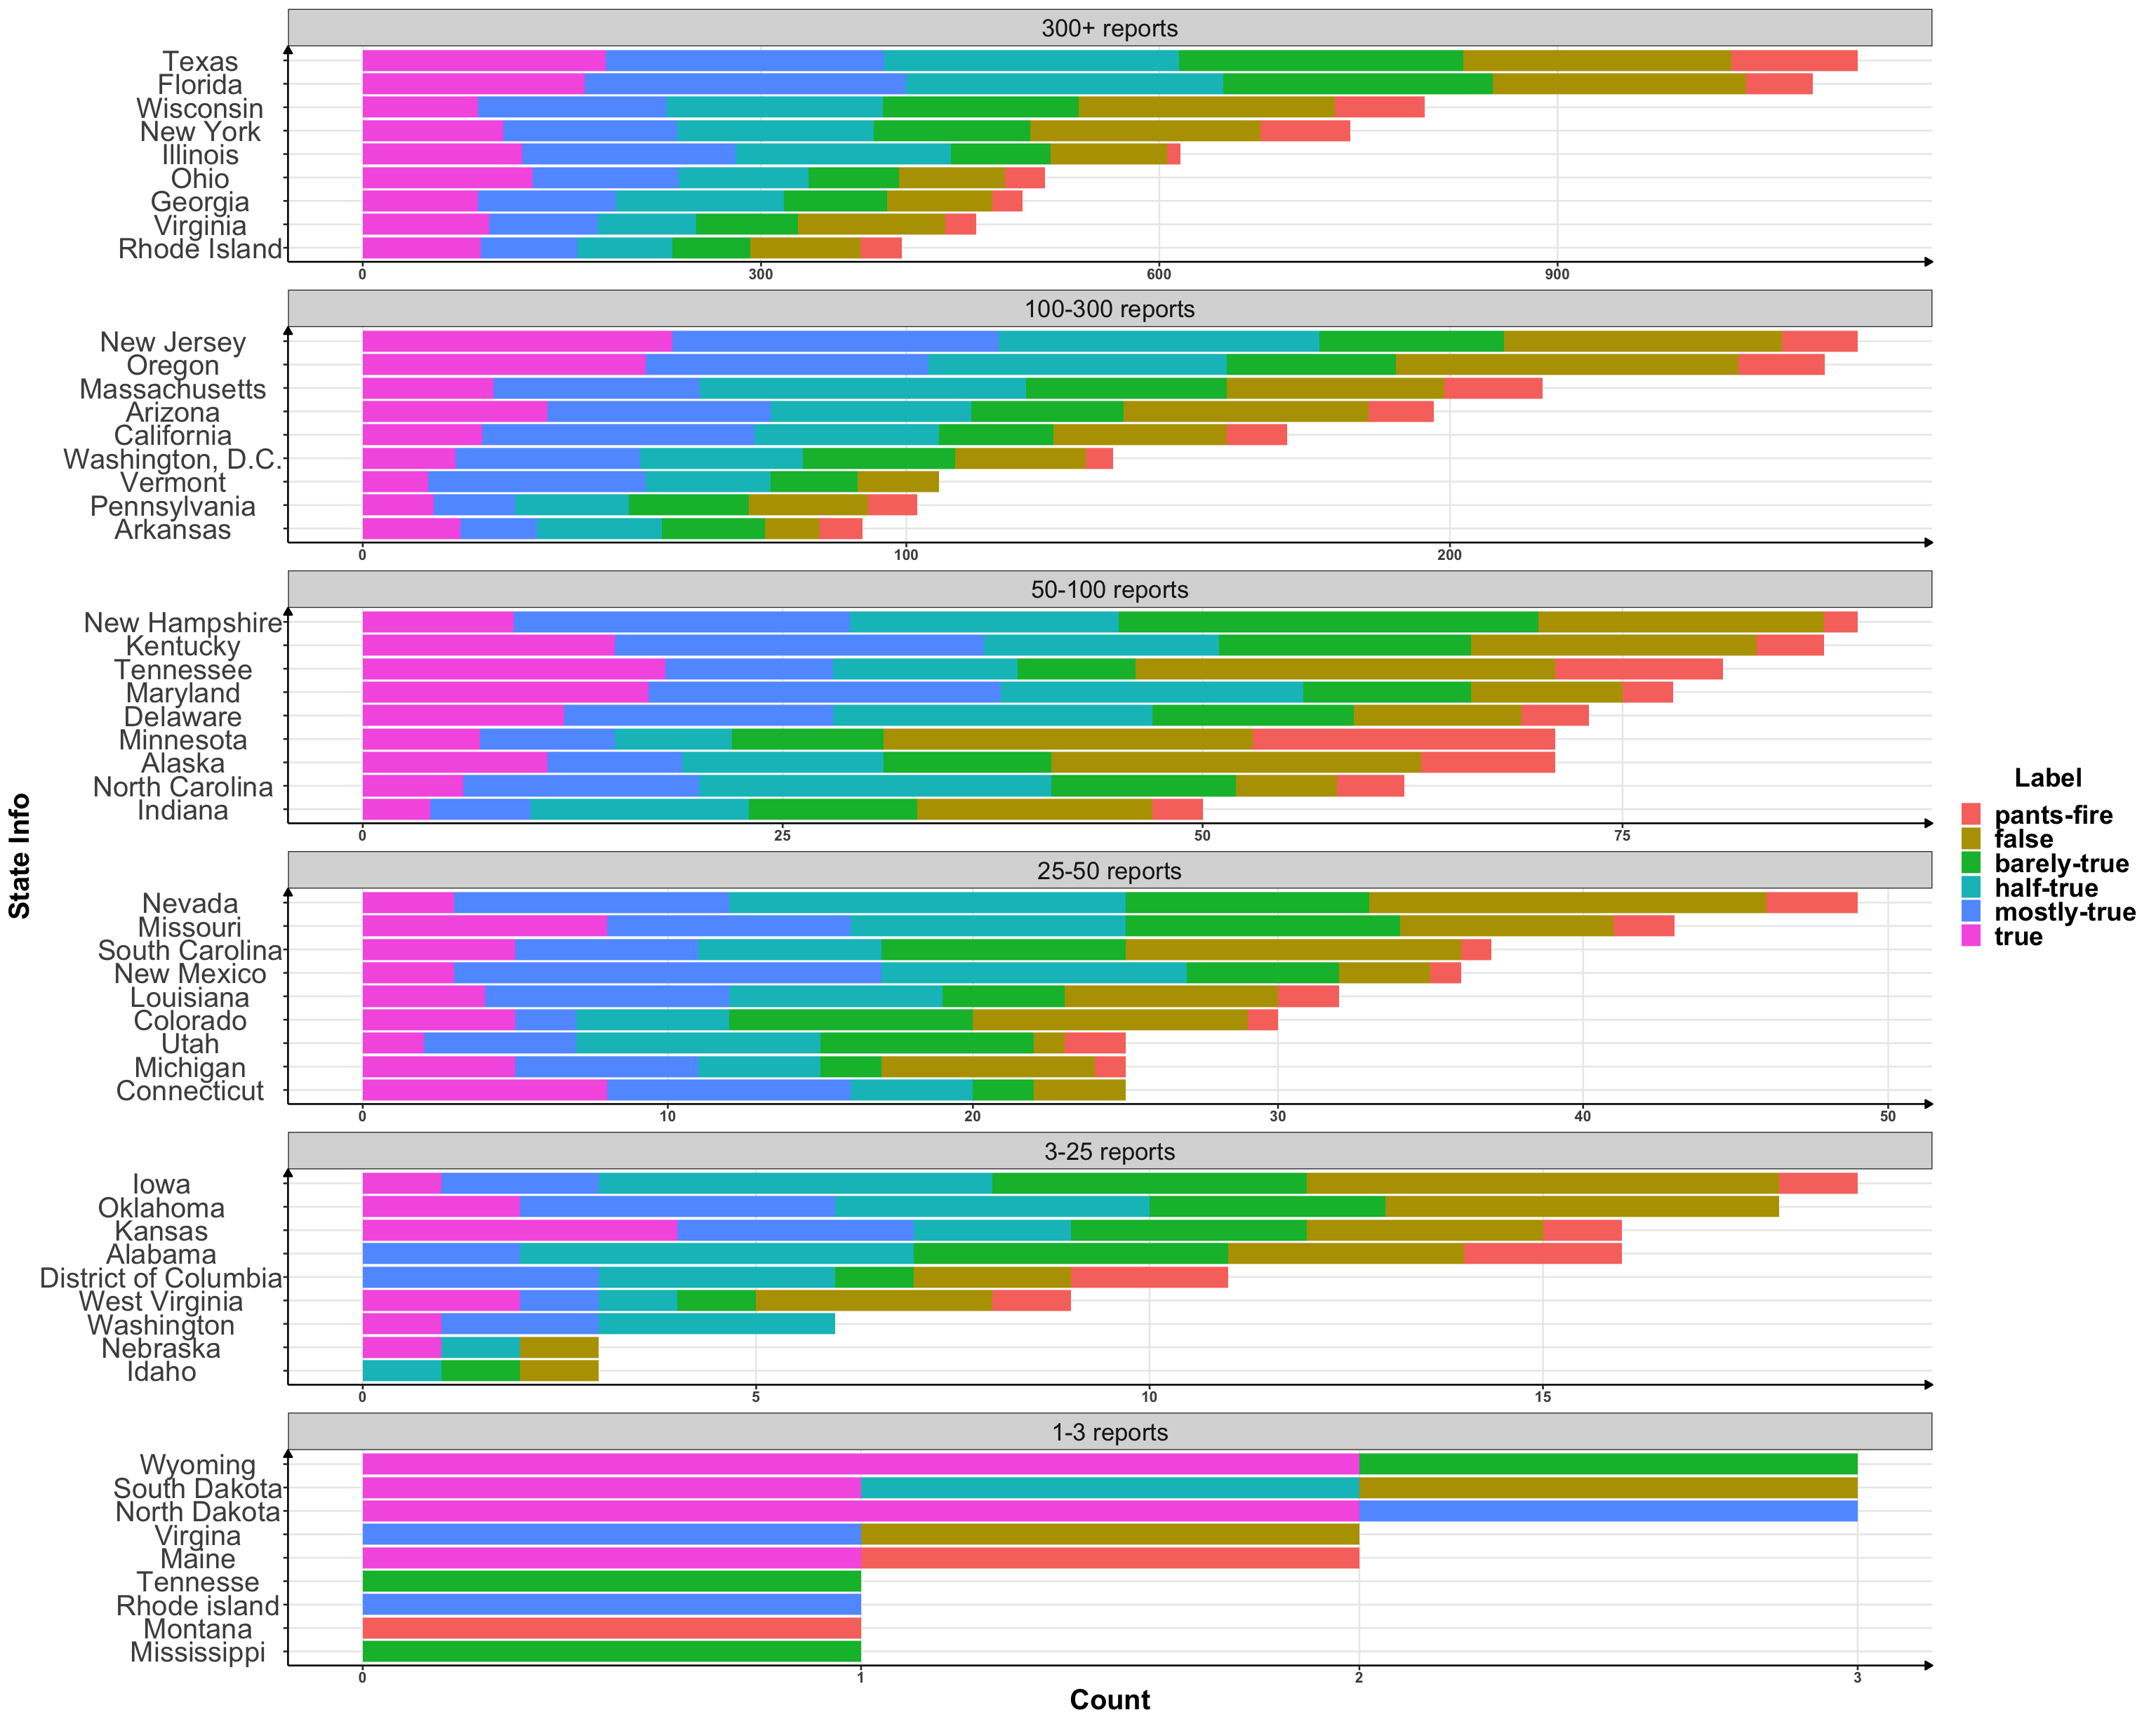 300+ reports
Texas
Florida
Wisconsin
New York
Illinois
Ohio
Georgia
Virginia
Rhode Island
0 300 600 900
100-300 reports
New Jersey
Oregon
Massachusetts
Arizona
California
Washington, D.C.
Vermont
Pennsylvania
Arkansas
0 100 200
50-100 reports
New Hampshire
Kentucky
Tennessee
Maryland
Delaware
Minnesota
Alaska
North Carolina
Indiana
0 25 50 75
25-50 reports
Nevada
Missouri
South Carolina
New Mexico
Louisiana
Colorado
Utah
Michigan
Connecticut
0 10 20 30 40 50
3-25 reports
Iowa
Oklahoma
Kansas
Alabama
District of Columbia
West Virginia
Washington
Nebraska
Idaho
0 5 10 15
1-3 reports
Wyoming
South Dakota
North Dakota
Virgina
Maine
Tennesse
Rhode island
Montana
Mississippi
0 1 2 3
Count
State Info
Label
pants-fire
false
barely-true
half-true
mostly-true
true